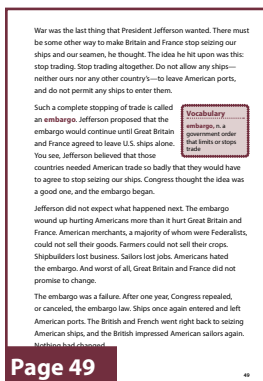 War was the last thing that President Jefferson wanted. There must
be some other way to make Britain and France stop seizing our
ships and our seamen, he thought. The idea he hit upon was this:
stop trading. Stop trading altogether. Do not allow any ships—
neither ours nor any other country's—to leave American ports,
and do not permit any ships to enter them.
Such a complete stopping of trade is called
an embargo. Jefferson proposed that the
embargo would continue until Great Britain
and France agreed to leave U.S. ships alone.
You see, Jefferson believed that those
countries needed American trade so badly that they would have
to agree to stop seizing our ships. Congress thought the idea was
a good one, and the embargo began.
Vocabulary
embargo, n. a
government order
that limits or stops
trade
Jefferson did not expect what happened next. The embargo
wound up hurting Americans more than it hurt Great Britain and
France. American merchants, a majority of whom were Federalists,
could not sell their goods. Farmers could not sell their crops.
Shipbuilders lost business. Sailors lost jobs. Americans hated
the embargo. And worst of all, Great Britain and France did not
promise to change.
The embargo was a failure. After one year, Congress repealed,
or canceled, the embargo law. Ships once again entered and left
American ports. The British and French went right back to seizing
American ships, and the British impressed American sailors again.
Nothing had changed.
Page 49
49